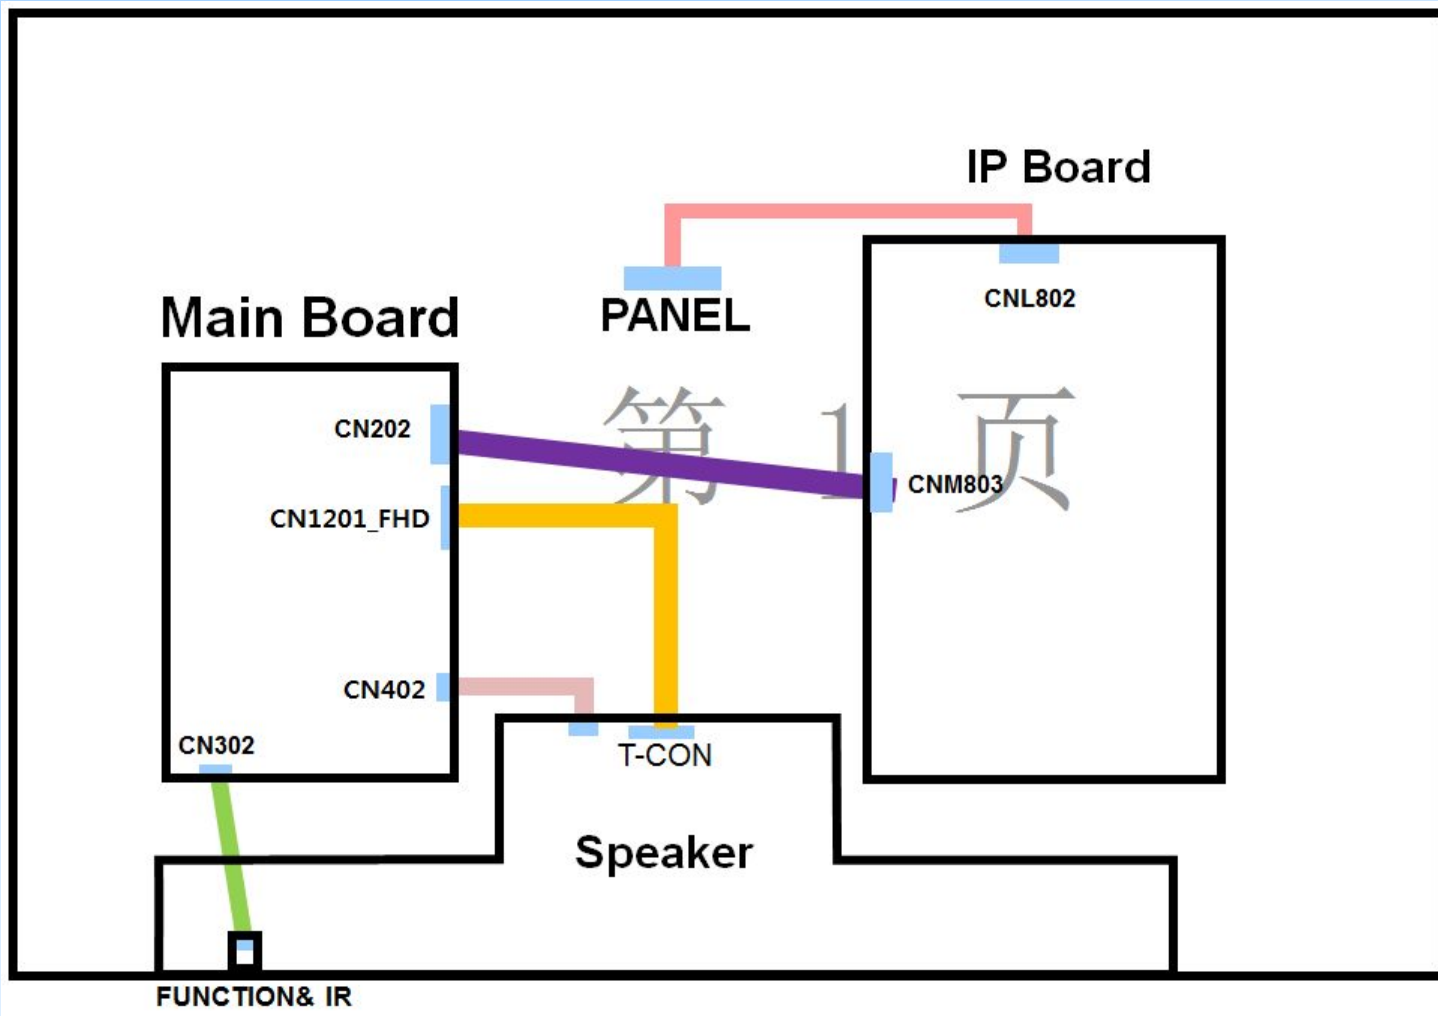 IP Board
CNL802
PANEL
Main Board
第 1 页
CN202
CNM803
CN1201_FHD
CN402
CN302
T-CON
Speaker
FUNCTION& IR